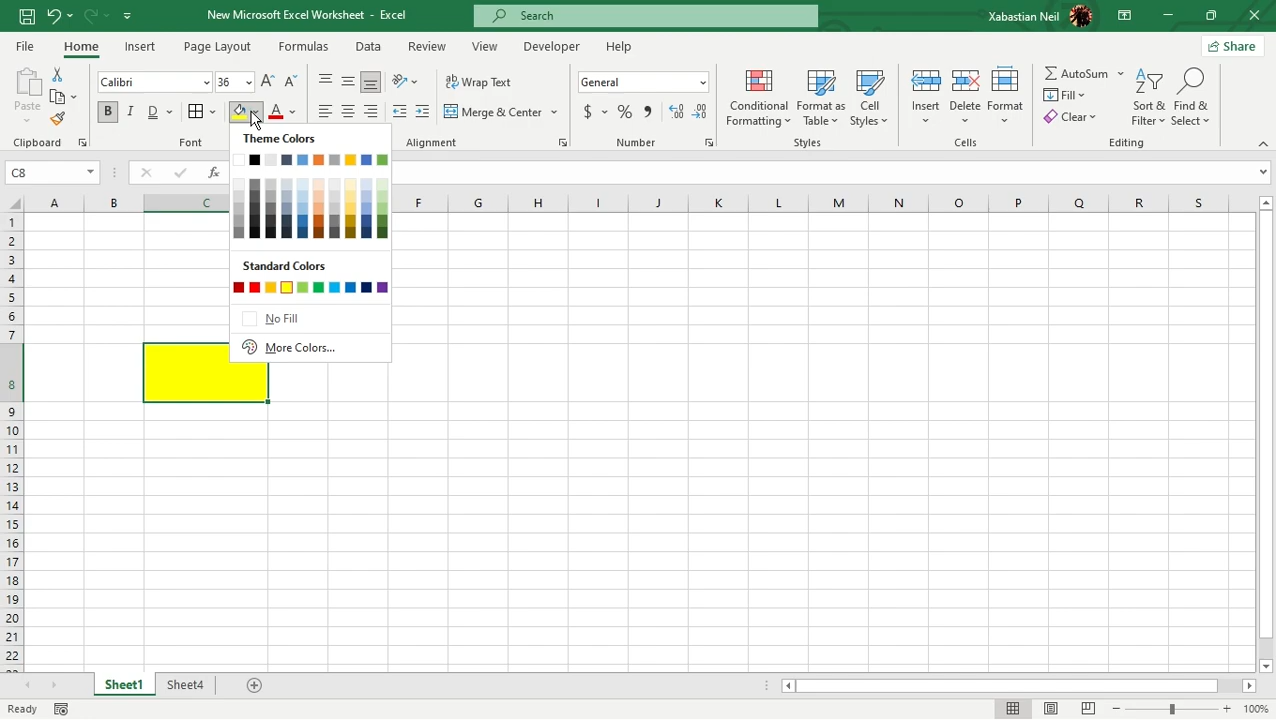 New Microsoft Excel Worksheet - Excel
Search
Xabastian Neil
File Home Insert Page Layout Formulas Data Review View Developer Help
Share
Paste
Calibri 36
B I D A
Wrap Text
Merge & Center
General
$ % ,
Conditional Formatting
Format as Table
Cell Styles
Insert Delete Format
AutoSum
Fill
Clear
Sort & Filter
Find & Select
Clipboard Font Alignment Number Styles Cells Editing
C8 fx
Theme Colors
Standard Colors
No Fill
More Colors...
A B C F G H I J K L M N O P Q R S
1
2
3
4
5
6
7
8
9
10
11
12
13
14
15
16
17
18
19
20
21
22
Sheet1 Sheet4
Ready
100%